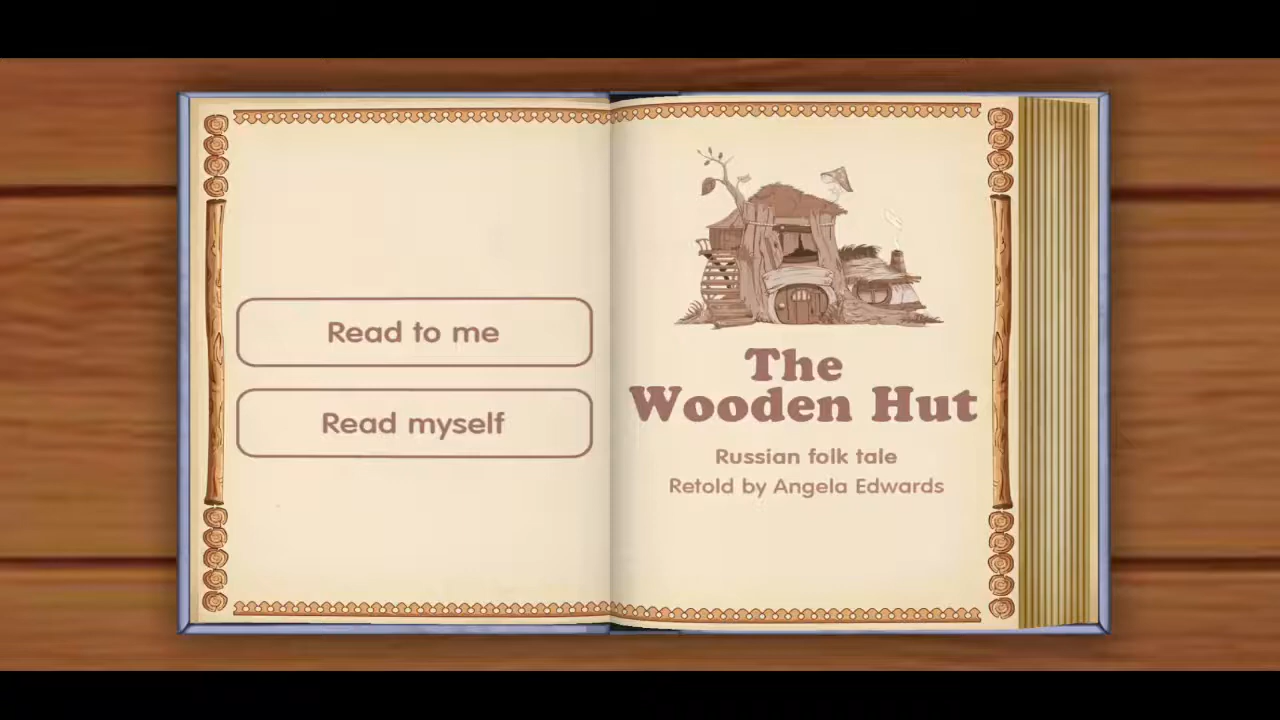 Read to me
Read myself
The
Wooden Hut
Russian folk tale
Retold by Angela Edwards